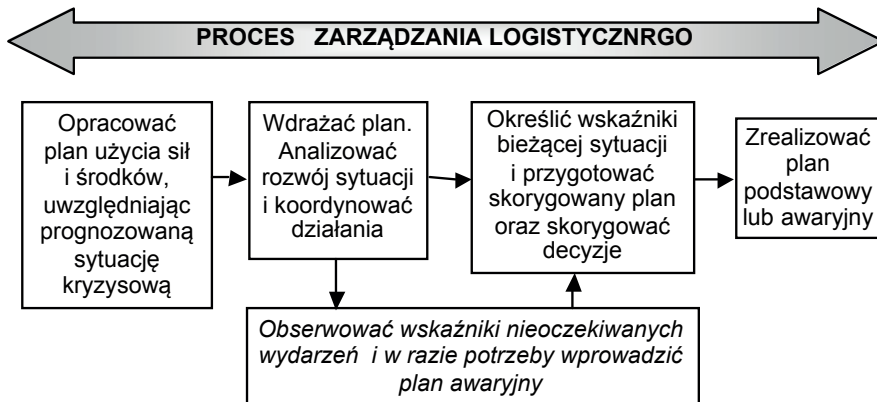 PROCES ZARZĄDZANIA LOGISTYCZNRGO
Opracować
plan użycia sił
i środków,
uwzględniając
prognozowaną
sytuację
kryzysową
Wdrażać plan.
Analizować
rozwój sytuacji
i koordynować
działania
Określić wskaźniki
bieżącej sytuacji
i przygotować
skorygowany plan
oraz skorygować
decyzje
Zrealizować
plan
podstawowy
lub awaryjny
Obserwować wskaźniki nieoczekiwanych
wydarzeń i w razie potrzeby wprowadzić
plan awaryjny